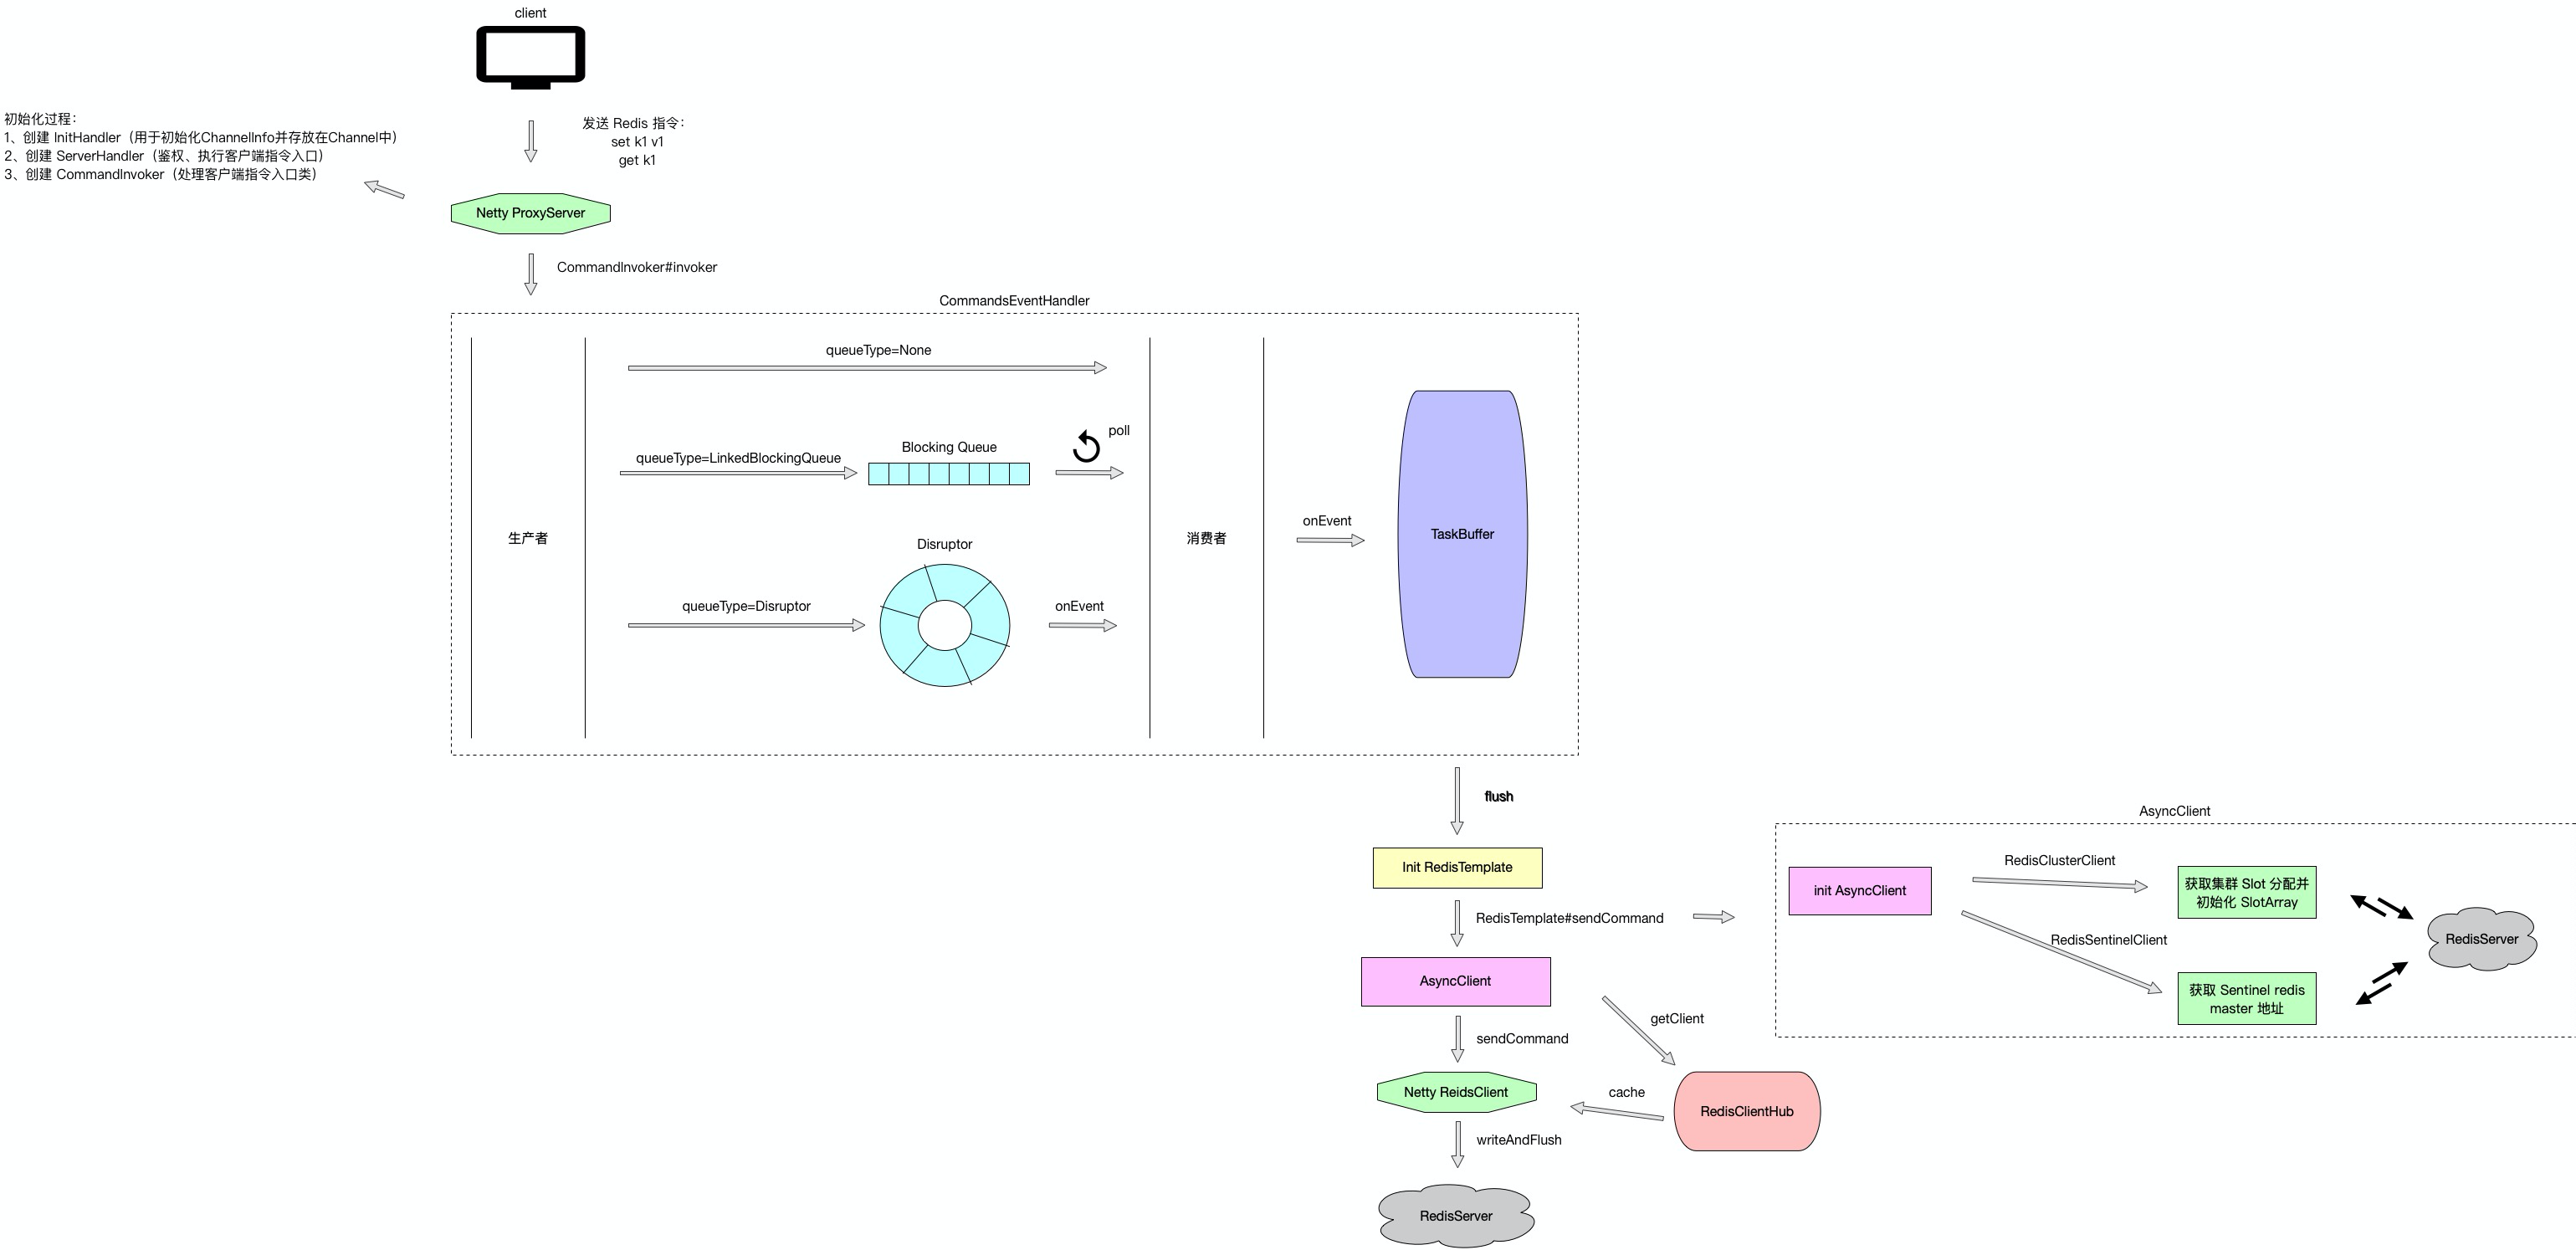 client
初始化过程：
1、创建 InitHandler（用于初始化ChannelInfo并存放在Channel中）
2、创建 ServerHandler（鉴权、执行客户端指令入口）
3、创建 CommandInvoker（处理客户端指令入口类）
发送 Redis 指令：
set k1 v1
get k1
Netty ProxyServer
CommandInvoker#invoker
CommandsEventHandler
queueType=None
queueType=LinkedBlockingQueue
Blocking Queue
poll
生产者
消费者
onEvent
TaskBuffer
Disruptor
queueType=Disruptor
onEvent
flush
Init RedisTemplate
RedisTemplate#sendCommand
AsyncClient
sendCommand
getClient
Netty ReidsClient
cache
RedisClientHub
writeAndFlush
RedisServer
AsyncClient
init AsyncClient
RedisClusterClient
RedisSentinelClient
获取集群 Slot 分配并
初始化 SlotArray
获取 Sentinel redis
master 地址
RedisServer